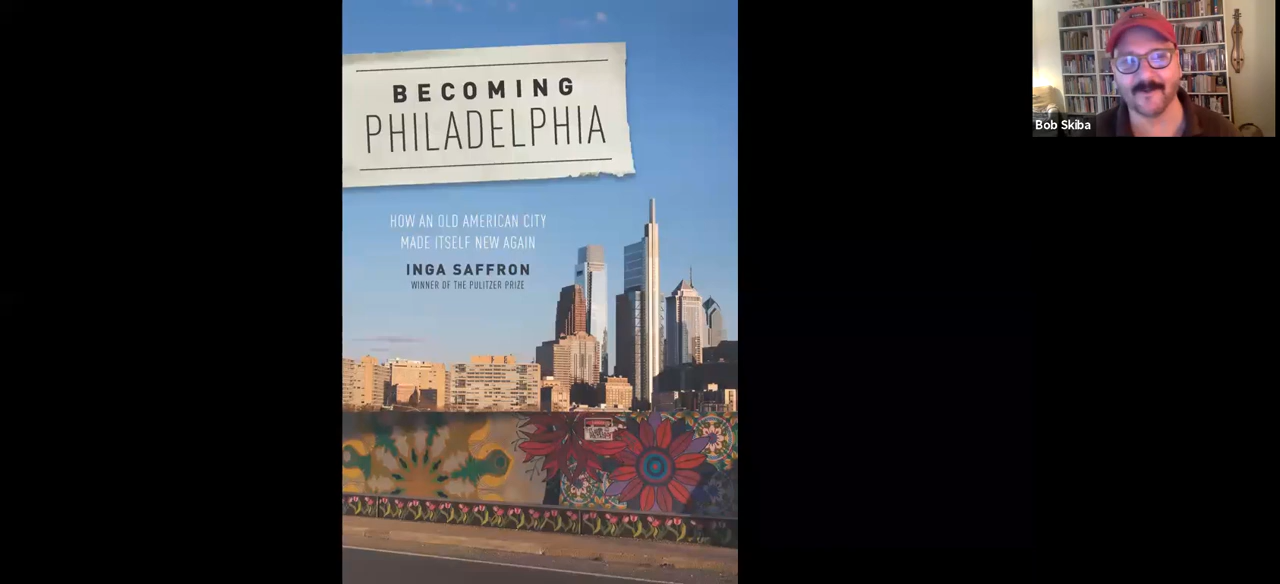 BECOMING
PHILADELPHIA
HOW AN OLD AMERICAN CITY
MADE ITSELF NEW AGAIN
INGA SAFFRON
WINNER OF THE PULITZER PRIZE
Bob Skiba